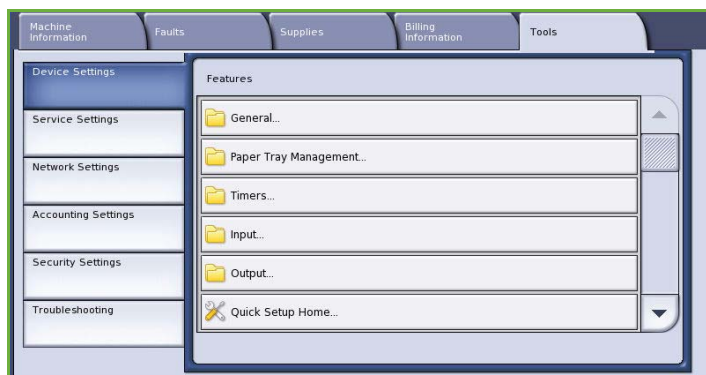 Machine
Information
Faults
Supplies
Billing
Information
Tools
Device Settings
Service Settings
Network Settings
Accounting Settings
Security Settings
Troubleshooting
Features
General...
Paper Tray Management...
Timers...
Input...
Output...
Quick Setup Home...